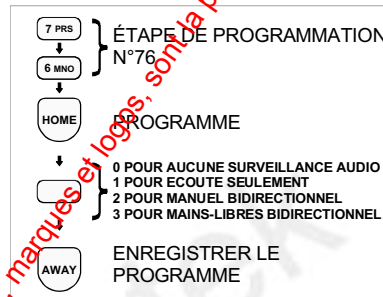 7 PRS
ÉTAPE DE PROGRAMMATION
N°76
6 MNO
HOME
PROGRAMME
0 POUR AUCUNE SURVEILLANCE AUDIO
1 POUR ECOUTE SEULEMENT
2 POUR MANUEL BIDIRECTIONNEL
3 POUR MAINS-LIBRES BIDIRECTIONNEL
AWAY
ENREGISTRER LE
PROGRAMME
marques et logos, sont la